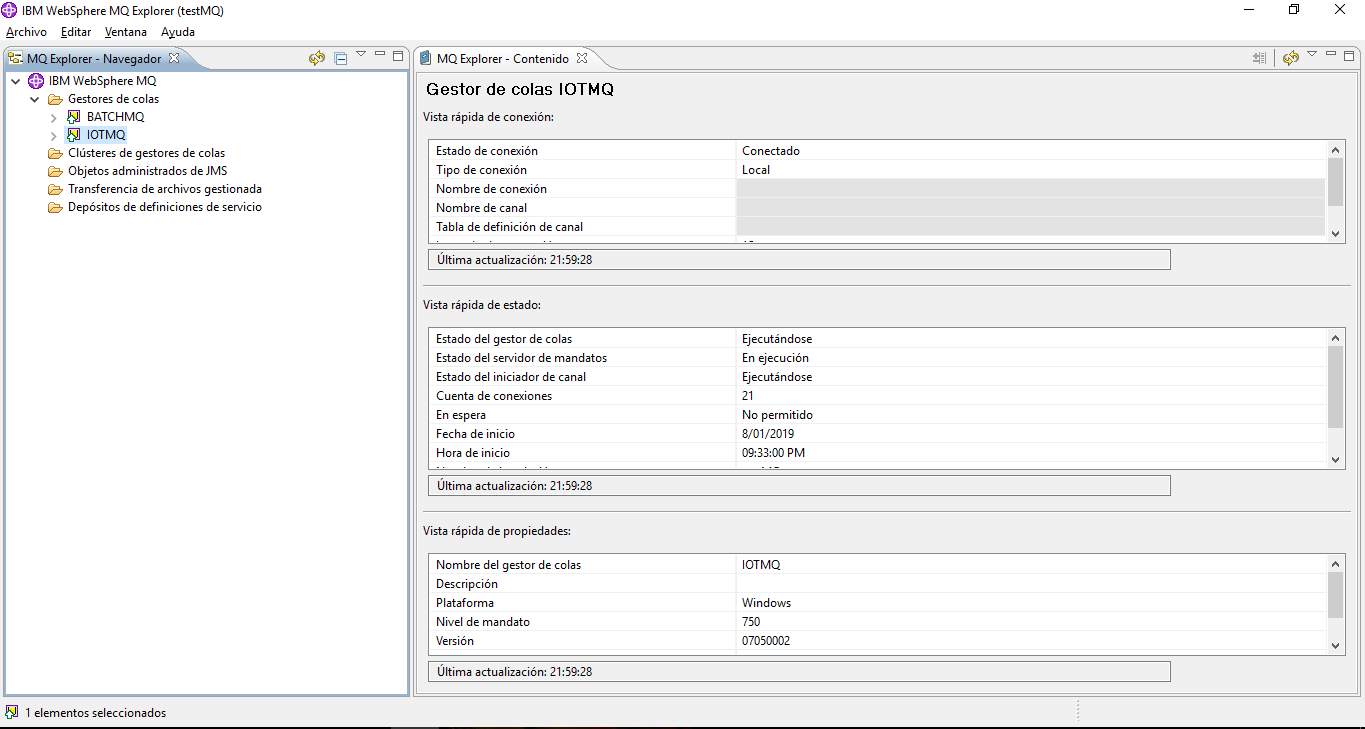 IBM WebSphere MQ Explorer (testMQ)
Archivo Editar Ventana Ayuda
MQ Explorer - Navegador
IBM WebSphere MQ
Gestores de colas
BATCHMQ
IOTMQ
Clústeres de gestores de colas
Objetos administrados de JMS
Transferencia de archivos gestionada
Depósitos de definiciones de servicio
MQ Explorer - Contenido
Gestor de colas IOTMQ
Vista rápida de conexión:
Estado de conexión Conectado
Tipo de conexión Local
Nombre de conexión
Nombre de canal
Tabla de definición de canal
Última actualización: 21:59:28
Vista rápida de estado:
Estado del gestor de colas Ejecutándose
Estado del servidor de mandatos En ejecución
Estado del iniciador de canal Ejecutándose
Cuenta de conexiones 21
En espera No permitido
Fecha de inicio 8/01/2019
Hora de inicio 09:33:00 PM
Última actualización: 21:59:28
Vista rápida de propiedades:
Nombre del gestor de colas IOTMQ
Descripción
Plataforma Windows
Nivel de mandato 750
Versión 07050002
Última actualización: 21:59:28
1 elementos seleccionados